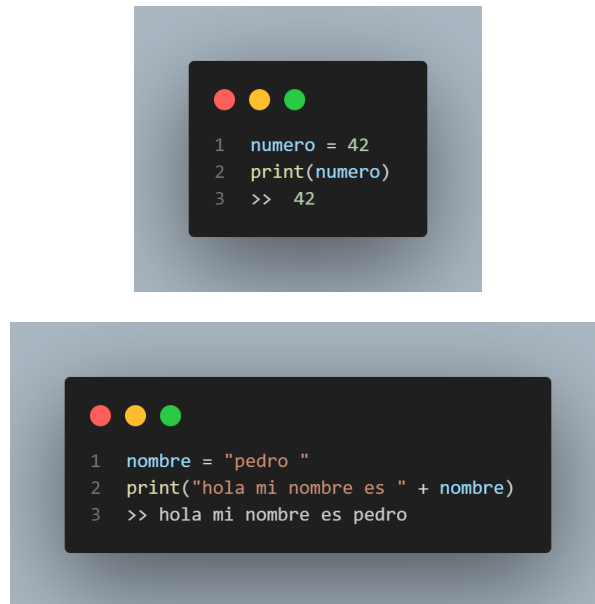 1 numero = 42
2 print(numero)
3 >>  42
1 nombre = "pedro "
2 print("hola mi nombre es " + nombre)
3 >> hola mi nombre es pedro